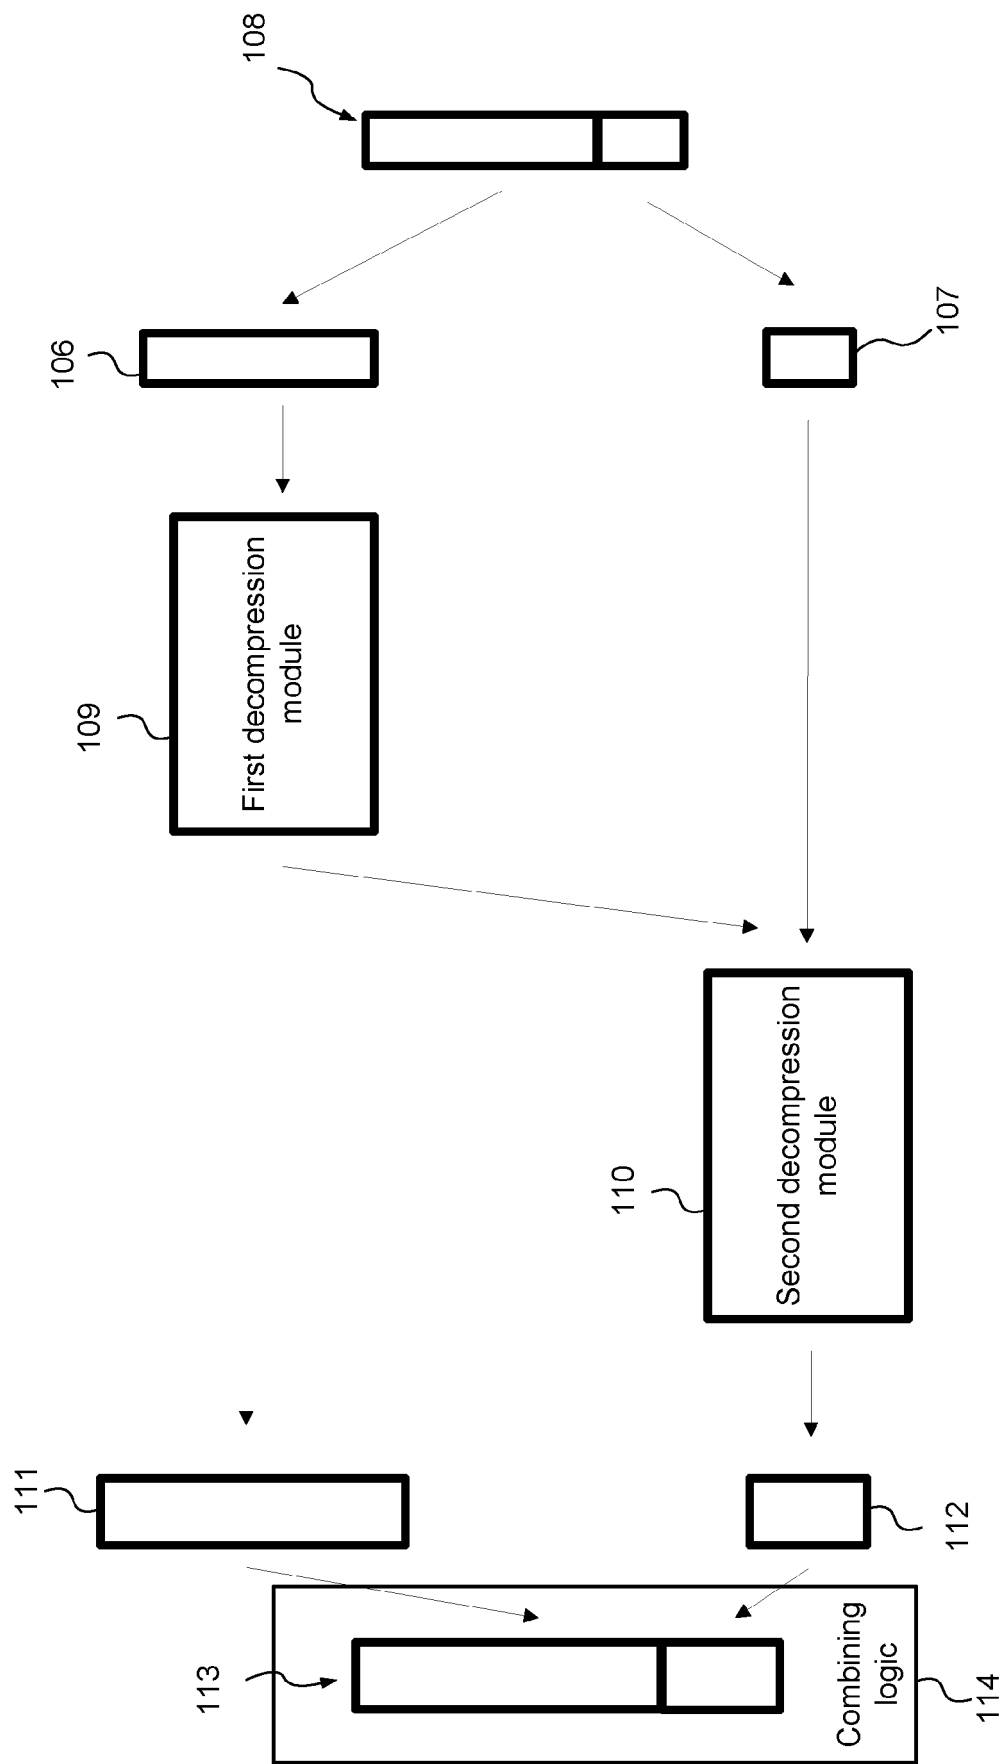 108
106
107
First decompression
module
109
Second decompression
module
110
111
112
113
Combining
logic
114